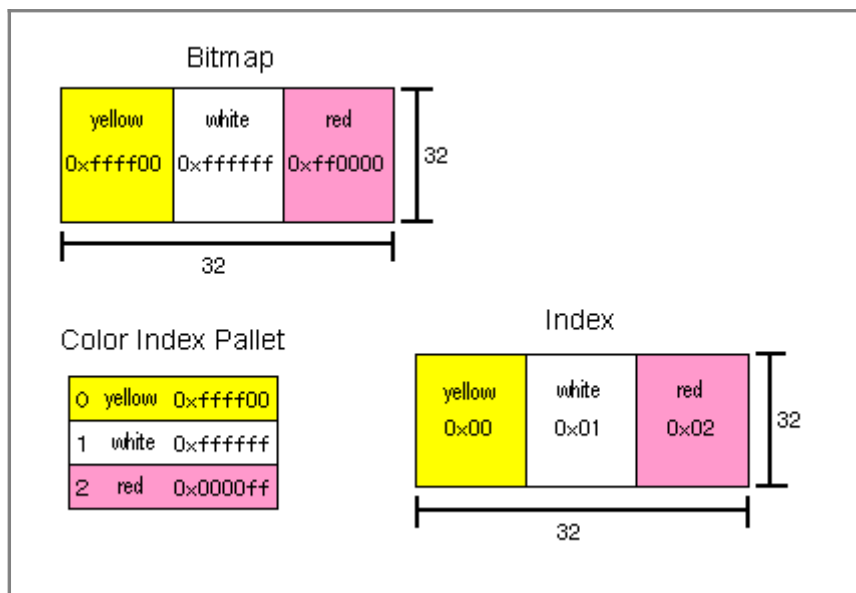 Bitmap
yellow white red
0xffff00 0xffffff 0xff0000
32
32
Color Index Pallet
0 yellow 0xffff00
1 white 0xffffff
2 red 0x0000ff
Index
yellow white red
0x00 0x01 0x02
32
32